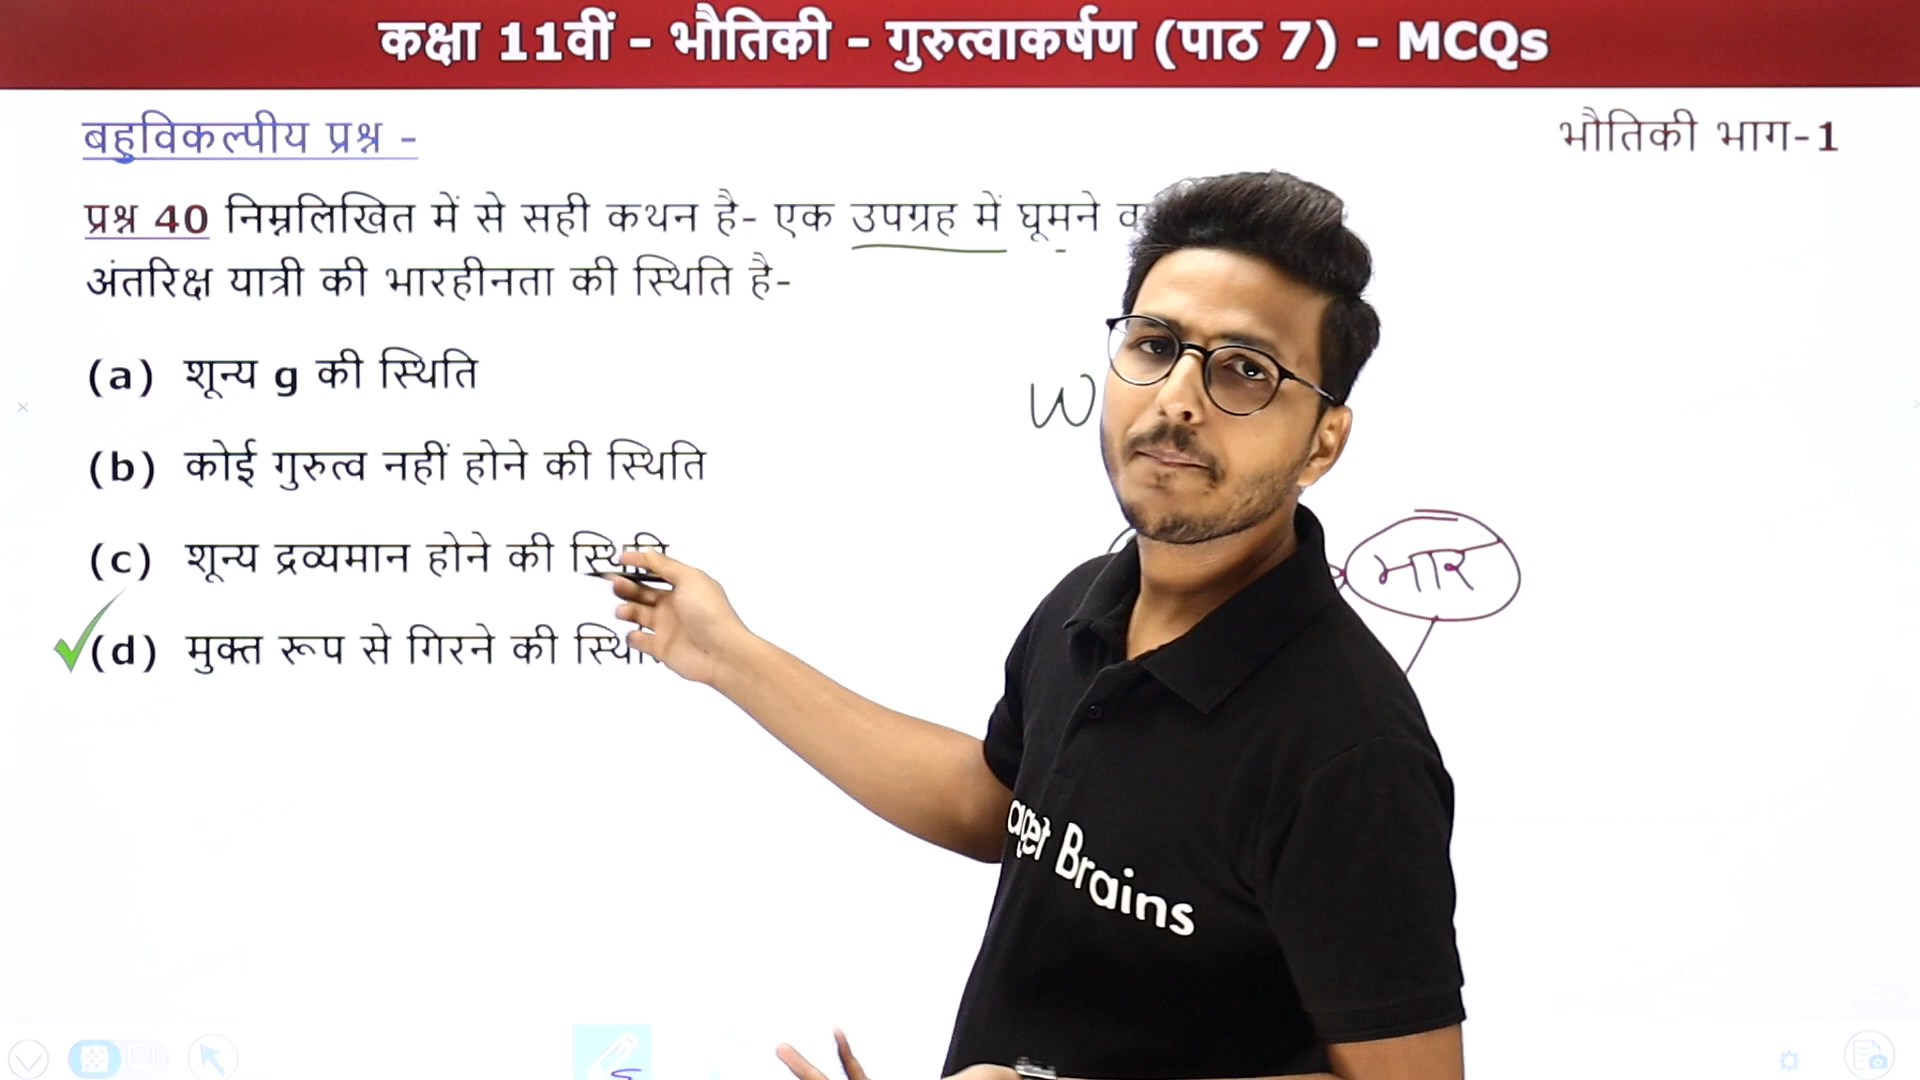 कक्षा 11वीं - भौतिकी - गुरुत्वाकर्षण (पाठ 7) - MCQs
बहुविकल्पीय प्रश्न -
भौतिकी भाग-1
प्रश्न 40 निम्नलिखित में से सही कथन है- एक उपग्रह में घूमने
अंतरिक्ष यात्री की भारहीनता की स्थिति है-
(a) शून्य g की स्थिति
(b) कोई गुरुत्व नहीं होने की स्थिति
(c) शून्य द्रव्यमान होने की स्थिति
(d) मुक्त रूप से गिरने की
W
भार
Brains